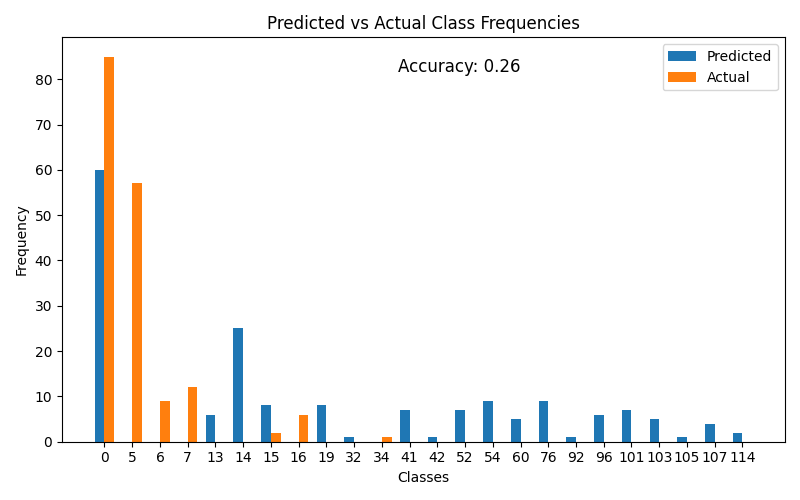 Predicted vs Actual Class Frequencies
Accuracy: 0.26
Predicted
Actual
Frequency
80
70
60
50
40
30
20
10
0
0 5 6 7 13 14 15 16 19 32 34 41 42 52 54 60 76 92 96 101 103 105 107 114
Classes